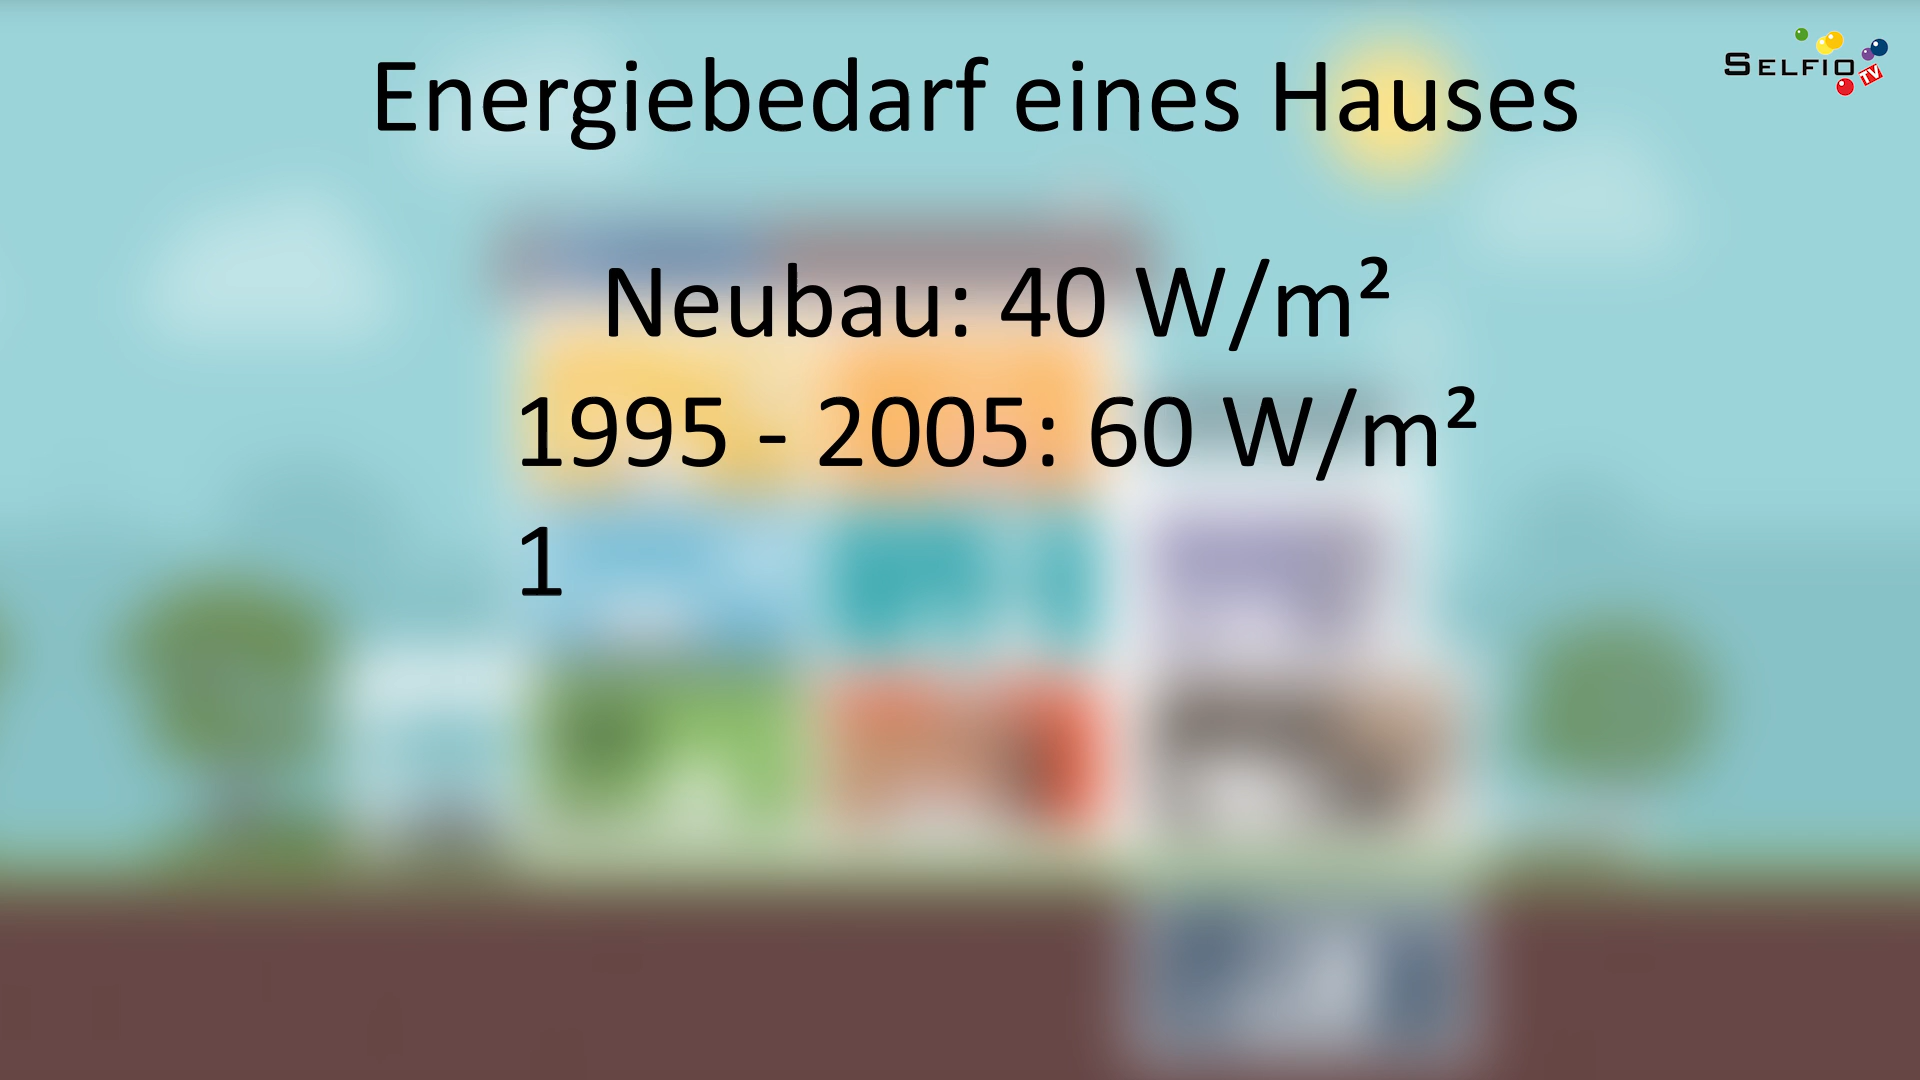 Energiebedarf eines Hauses
SELFIO TV
Neubau: 40 W/m²
1995 - 2005: 60 W/m²
1